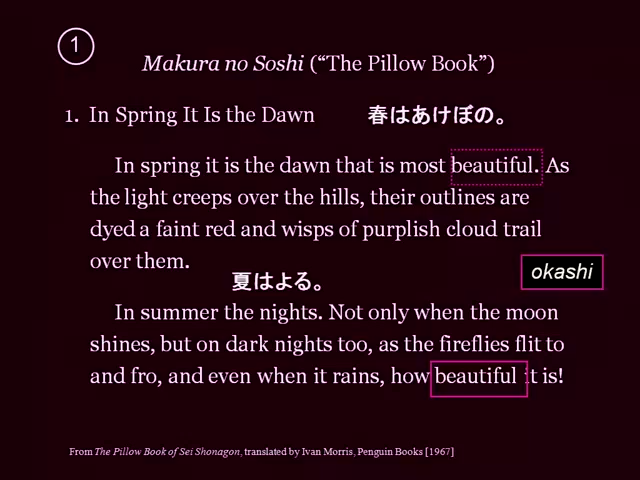 1
Makura no Soshi (“The Pillow Book”)
1. In Spring It Is the Dawn 春はあけぼの。
In spring it is the dawn that is most beautiful. As
the light creeps over the hills, their outlines are
dyed a faint red and wisps of purplish cloud trail
over them.
okashi
夏はよる。
In summer the nights. Not only when the moon
shines, but on dark nights too, as the fireflies flit to
and fro, and even when it rains, how beautiful it is!
From The Pillow Book of Sei Shonagon, translated by Ivan Morris, Penguin Books [1967]